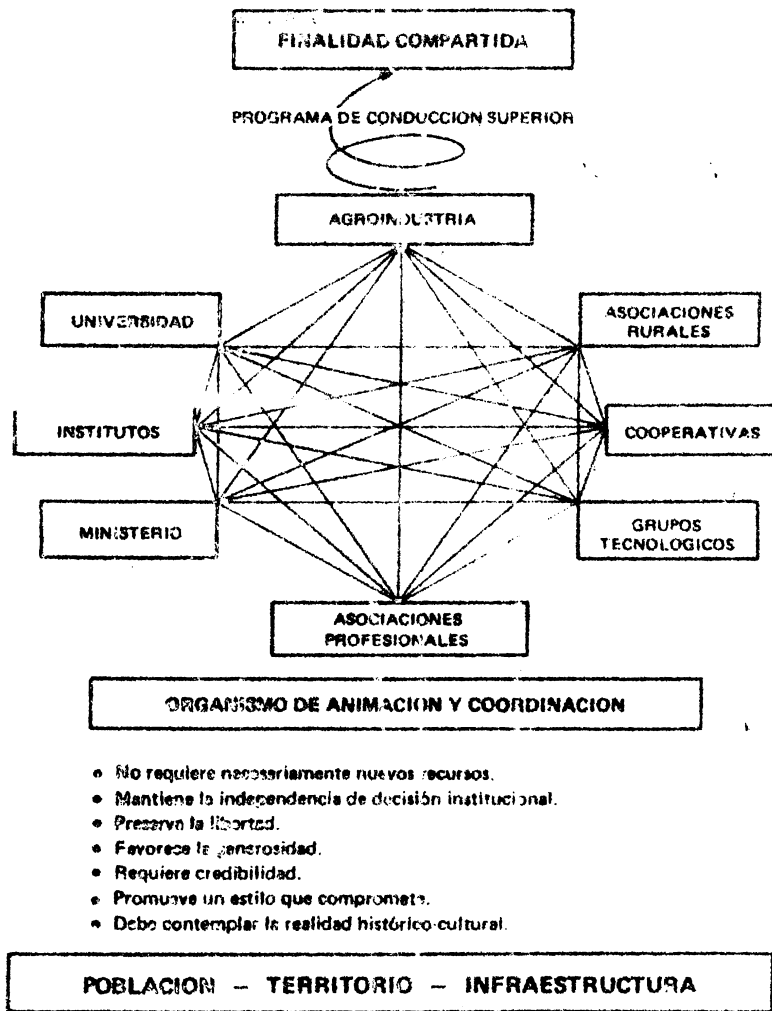 FINALIDAD COMPARTIDA
PROGRAMA DE CONDUCCION SUPERIOR
AGROINDUSTRIA
UNIVERSIDAD
ASOCIACIONES
RURALES
INSTITUTOS
COOPERATIVAS
MINISTERIO
GRUPOS
TECNOLOGICOS
ASOCIACIONES
PROFESIONALES
ORGANISMO DE ANIMACION Y COORDINACION
• No requiere necesariamente nuevos recursos.
• Mantiene la independencia de decisión institucional.
• Preserva la libertad.
• Favorece la generosidad.
• Requiere credibilidad.
• Promueve un estilo que compromete.
• Debe contemplar la realidad histórico-cultural.
POBLACION – TERRITORIO – INFRAESTRUCTURA